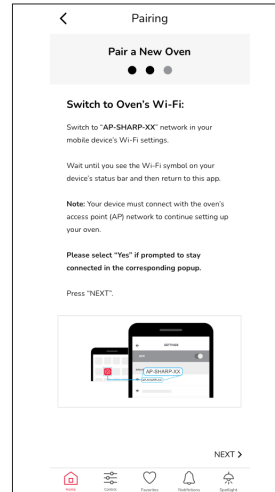 Pairing
Pair a New Oven
Switch to Oven's Wi-Fi:
Switch to “AP-SHARP-XX” network in your
mobile device's Wi-Fi settings.
Wait until you see the Wi-Fi symbol on your
device's status bar and then return to this app.
Note: Your device must connect with the oven's
access point (AP) network to continue setting up
your oven.
Please select “Yes” if prompted to stay
connected in the corresponding popup.
Press “NEXT”.
SETTINGS
AP-SHARP-XX
AP-SHARP-XX
NEXT
Home
Control
Favorites
Notifications
Spotlight